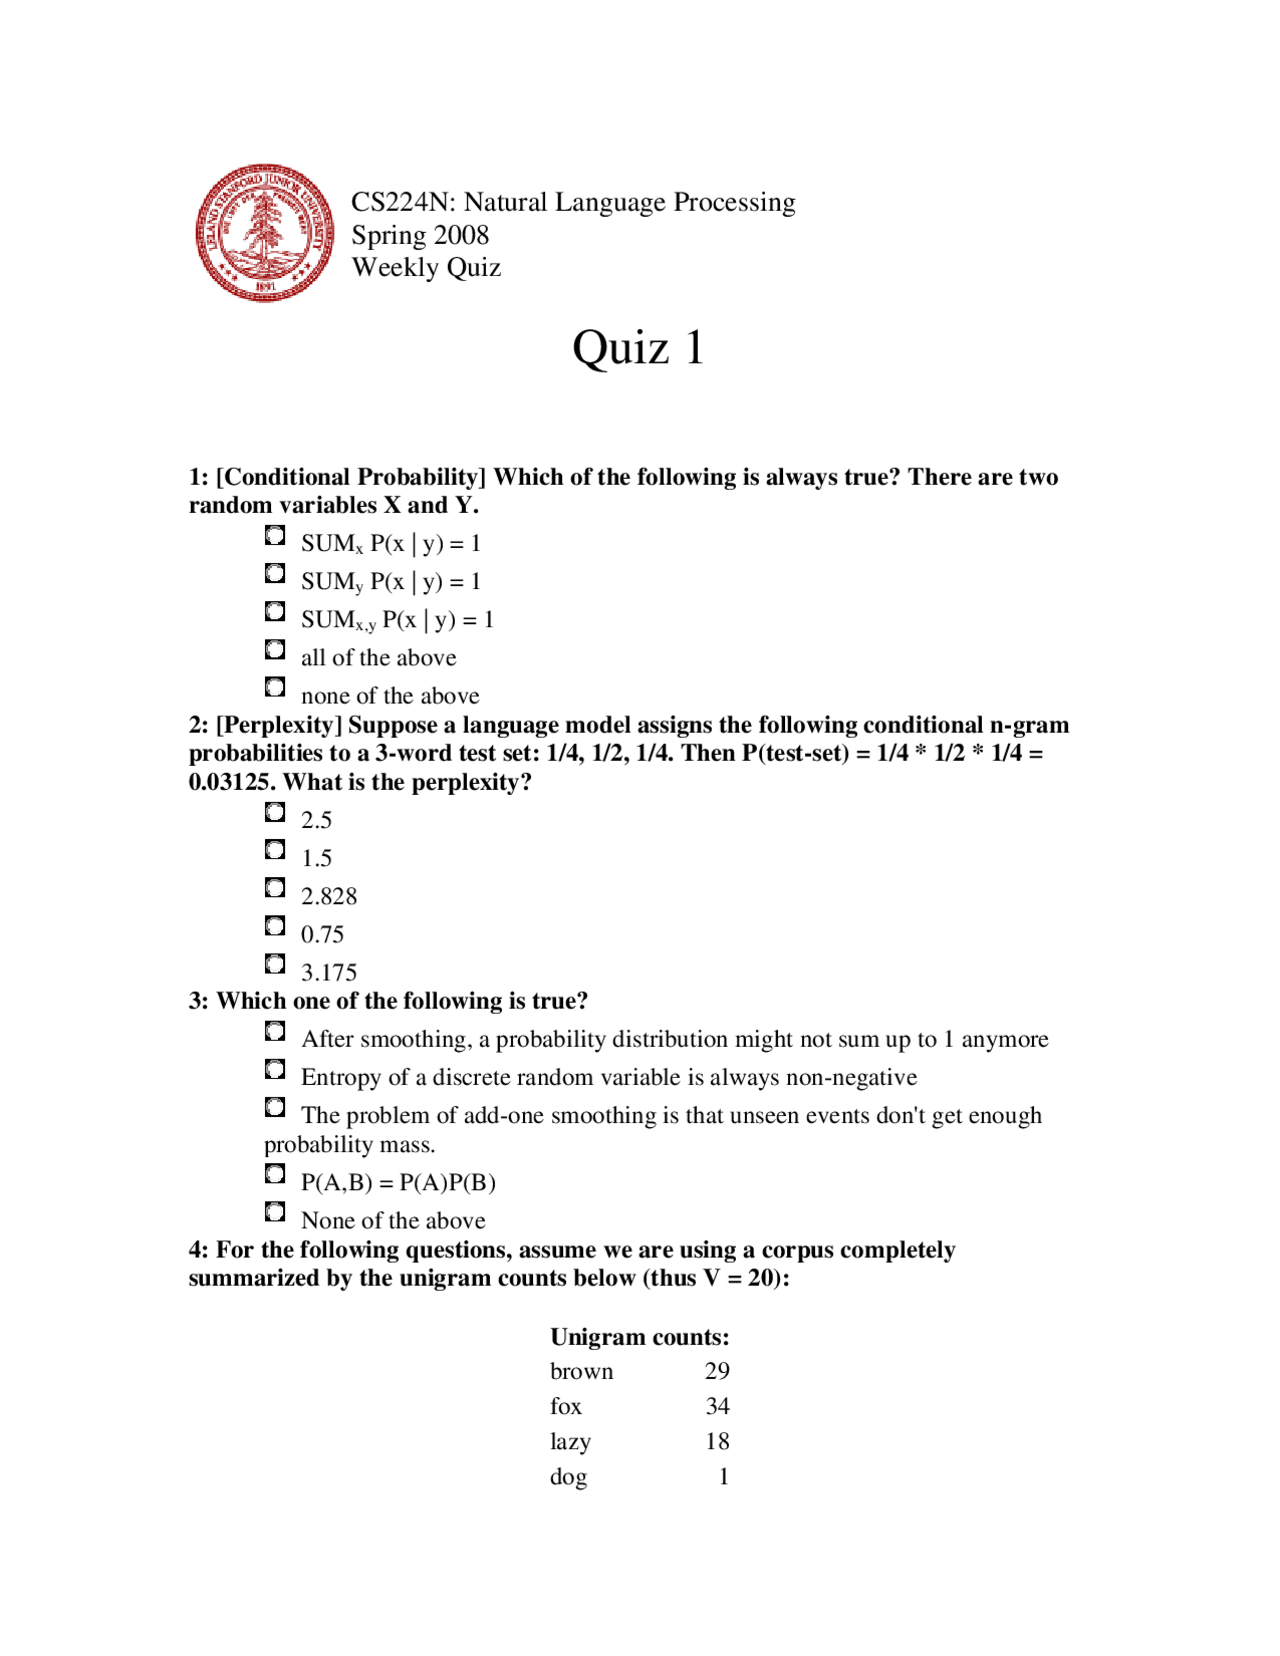 LELAND STANFORD JUNIOR UNIVERSITY
1891
CS224N: Natural Language Processing
Spring 2008
Weekly Quiz
Quiz 1
1: [Conditional Probability] Which of the following is always true? There are two
random variables X and Y.
SUMx P(x | y) = 1
SUMy P(x | y) = 1
SUMx,y P(x | y) = 1
all of the above
none of the above
2: [Perplexity] Suppose a language model assigns the following conditional n-gram
probabilities to a 3-word test set: 1/4, 1/2, 1/4. Then P(test-set) = 1/4 * 1/2 * 1/4 =
0.03125. What is the perplexity?
2.5
1.5
2.828
0.75
3.175
3: Which one of the following is true?
After smoothing, a probability distribution might not sum up to 1 anymore
Entropy of a discrete random variable is always non-negative
The problem of add-one smoothing is that unseen events don't get enough
probability mass.
P(A,B) = P(A)P(B)
None of the above
4: For the following questions, assume we are using a corpus completely
summarized by the unigram counts below (thus V = 20):
Unigram counts:
brown 29
fox 34
lazy 18
dog 1